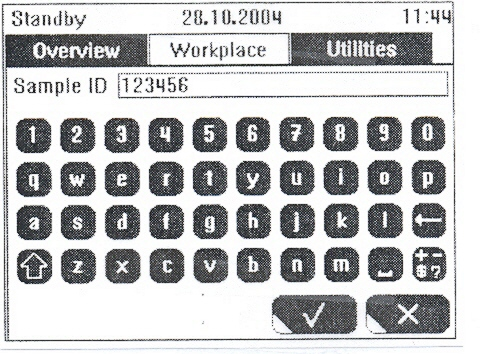 Standby 28.10.2004 11:44
Overview Workplace Utilities
Sample ID 123456
1 2 3 4 5 6 7 8 9 0
q w e r t y u i o p
a s d f g h j k l ←
⇧ z x c v b n m ␣ + - # ?
✓ ✕